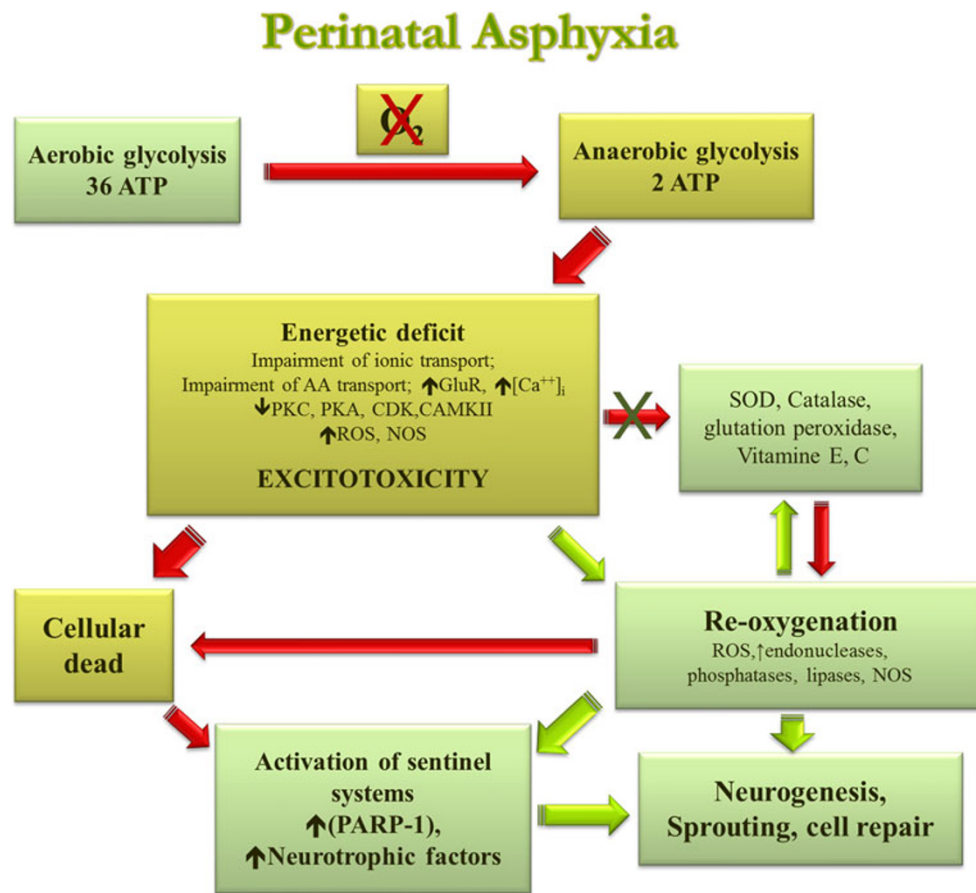 Perinatal Asphyxia
O₂
Aerobic glycolysis
36 ATP
Anaerobic glycolysis
2 ATP
Energetic deficit
Impairment of ionic transport;
Impairment of AA transport; ⬆GluR, ⬆[Ca⁺⁺]ᵢ
⬇PKC, PKA, CDK,CAMKII
⬆ROS, NOS
EXCITOTOXICITY
SOD, Catalase,
glutation peroxidase,
Vitamine E, C
Cellular
dead
Re-oxygenation
ROS,↑endonucleases,
phosphatases, lipases, NOS
Activation of sentinel
systems
⬆(PARP-1),
⬆Neurotrophic factors
Neurogenesis,
Sprouting, cell repair